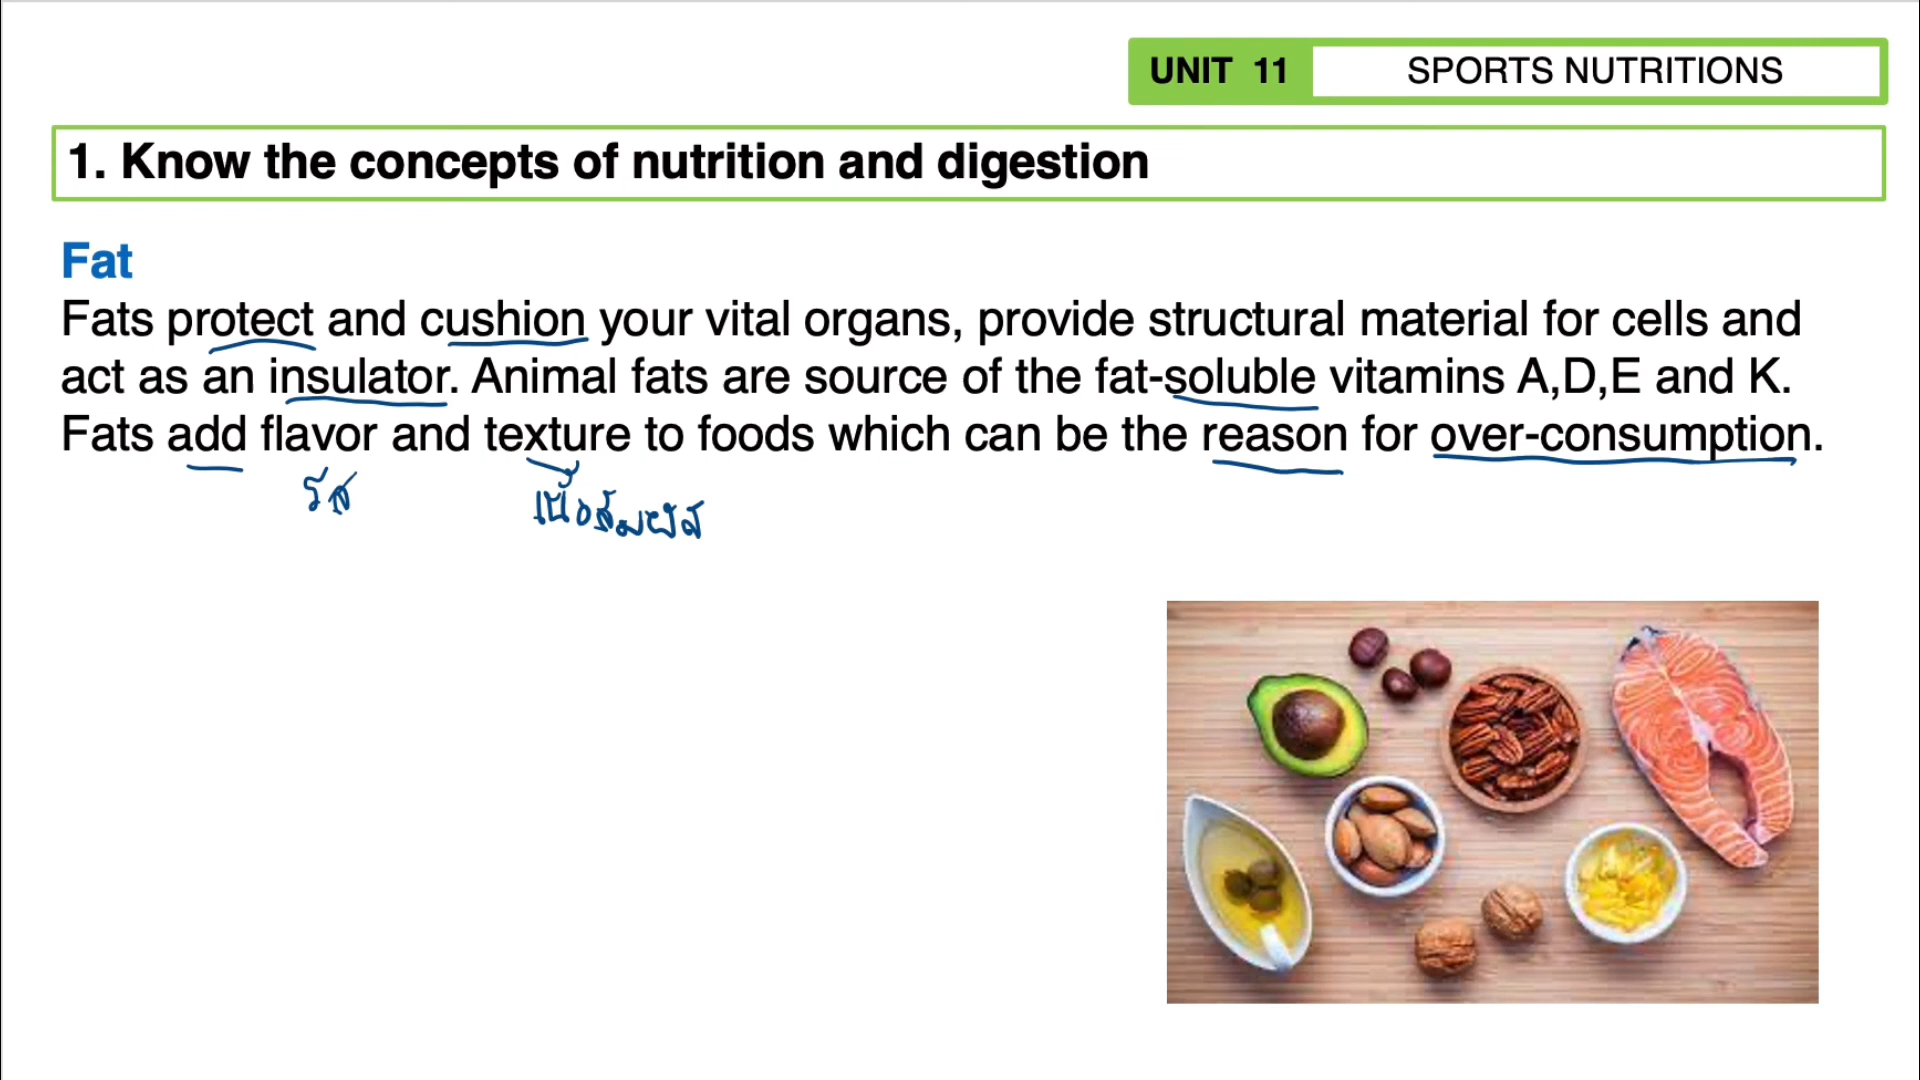 UNIT 11 SPORTS NUTRITIONS
1. Know the concepts of nutrition and digestion
Fat
Fats protect and cushion your vital organs, provide structural material for cells and
act as an insulator. Animal fats are source of the fat-soluble vitamins A,D,E and K.
Fats add flavor and texture to foods which can be the reason for over-consumption.
รส เนื้อสัมผัส